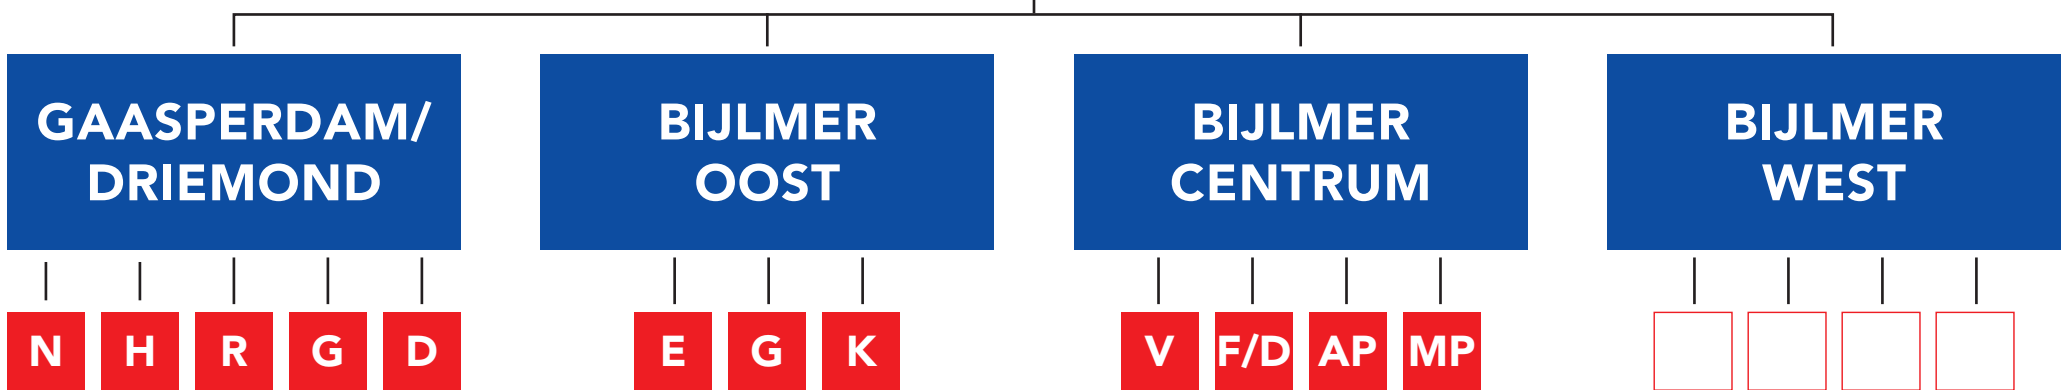 GAASPERDAM/
DRIEMOND
BIJLMER
OOST
BIJLMER
CENTRUM
BIJLMER
WEST
N H R G D
E G K
V F/D AP MP